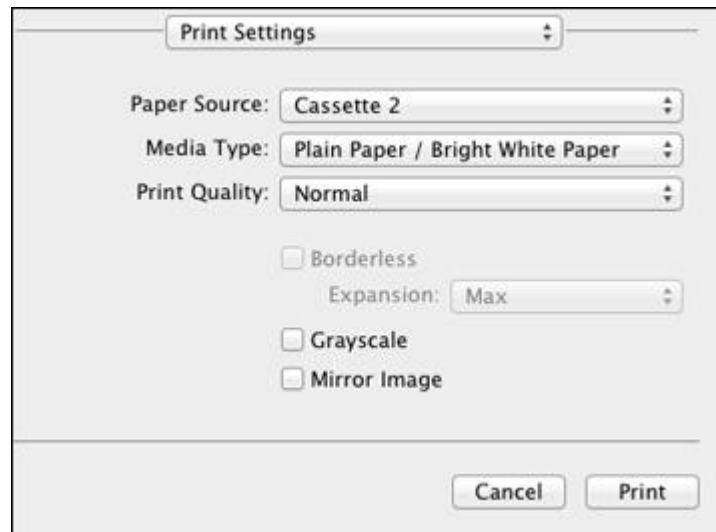 Print Settings
Paper Source: Cassette 2
Media Type: Plain Paper / Bright White Paper
Print Quality: Normal
Borderless
Expansion: Max
Grayscale
Mirror Image
Cancel Print